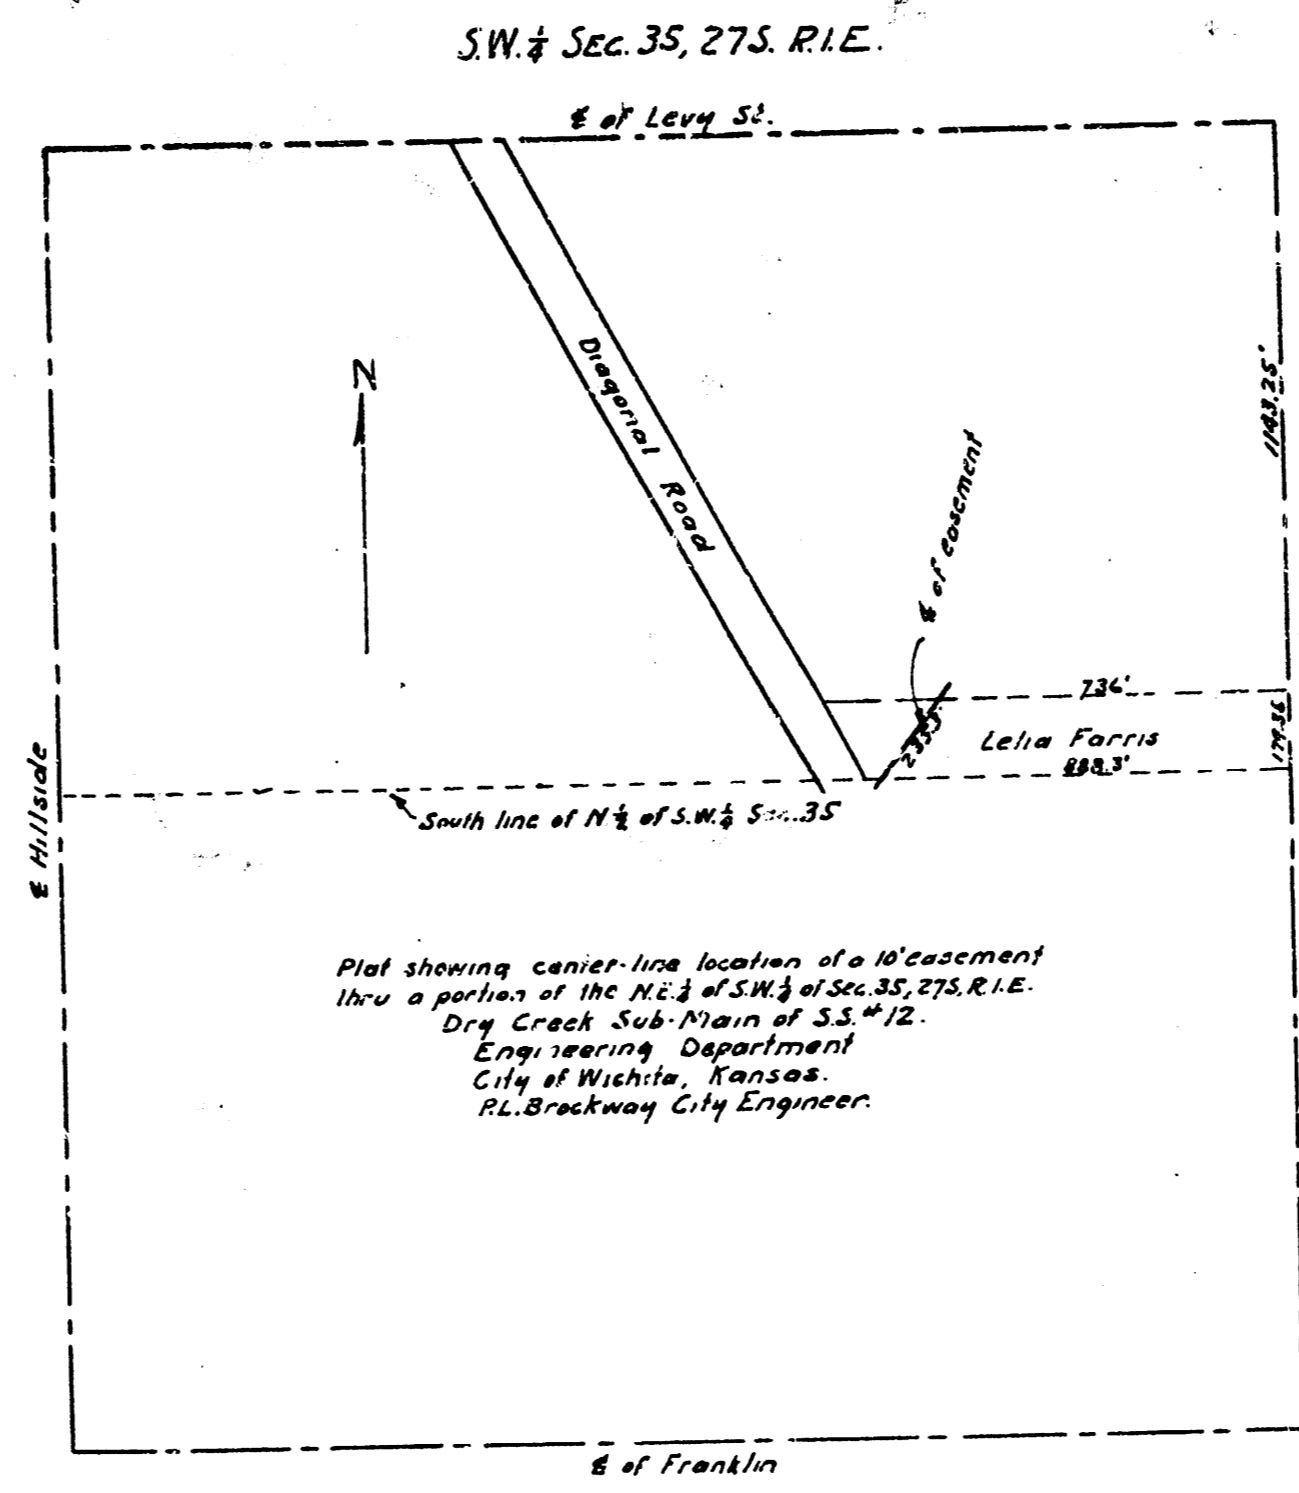 S.W.¼ SEC. 35, 27S. R.1.E.
℄ of Levy St.
1143.25'
N
Diagonal Road
℄ of easement
736'
Lelia Farris
179.36
235.5'
888.3'
South line of N ½ of S.W.¼ Sec. 35
℄ Hillside
Plat showing center-line location of a 10' easement
thru a portion of the N.E.¼ of S.W.¼ of Sec. 35, 27S, R.1.E.
Dry Creek Sub-Main of S.S. #12.
Engineering Department
City of Wichita, Kansas.
P.L. Brockway City Engineer.
℄ of Franklin